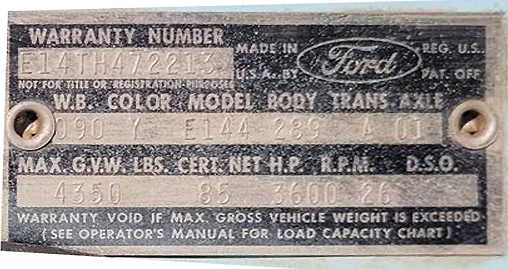 WARRANTY NUMBER
E14TH472213 MADE IN Ford REG. U.S.
NOT FOR TITLE OR REGISTRATION PURPOSES U.S.A. BY PAT. OFF.
W.B. COLOR MODEL BODY TRANS. AXLE
090 Y E144 289 A 01
MAX. G.V.W. LBS. CERT. NET H.P. R.P.M. D.S.O.
4350 85 3600 26
WARRANTY VOID IF MAX. GROSS VEHICLE WEIGHT IS EXCEEDED
(SEE OPERATOR'S MANUAL FOR LOAD CAPACITY CHART)